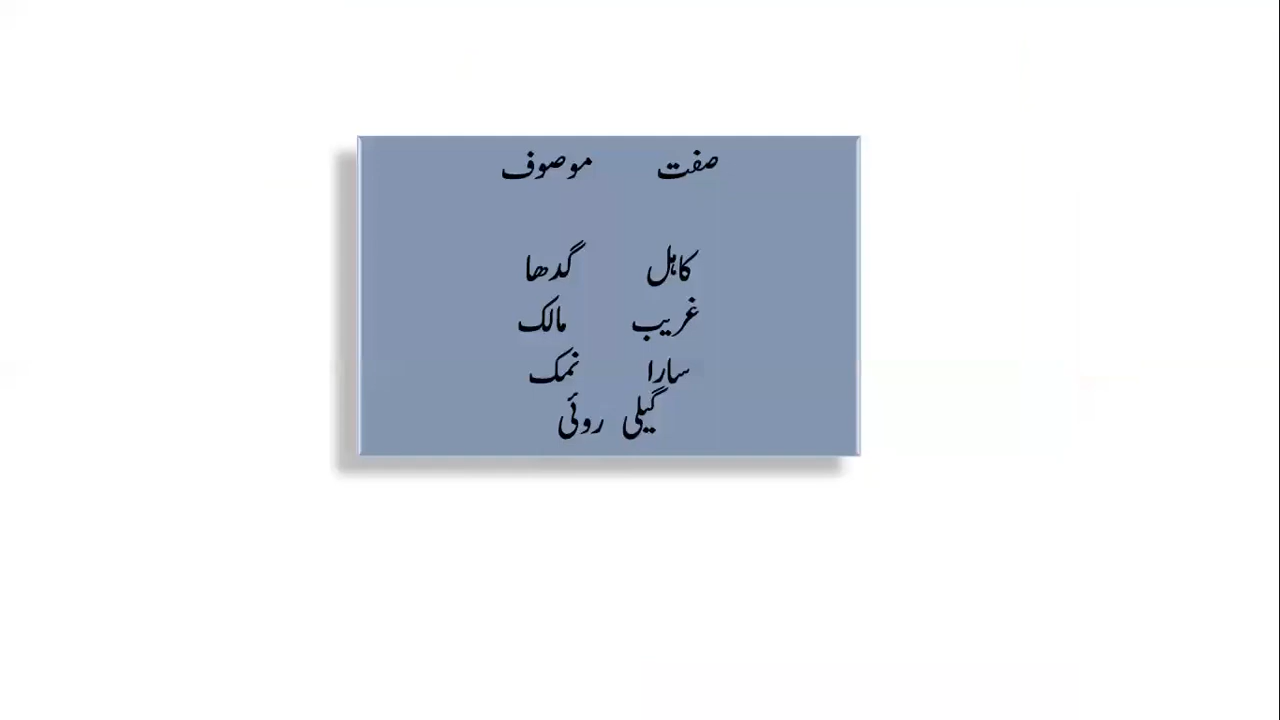 صفت موصوف
کاہل گدھا
غریب مالک
سارا نمک
گیلی روئی